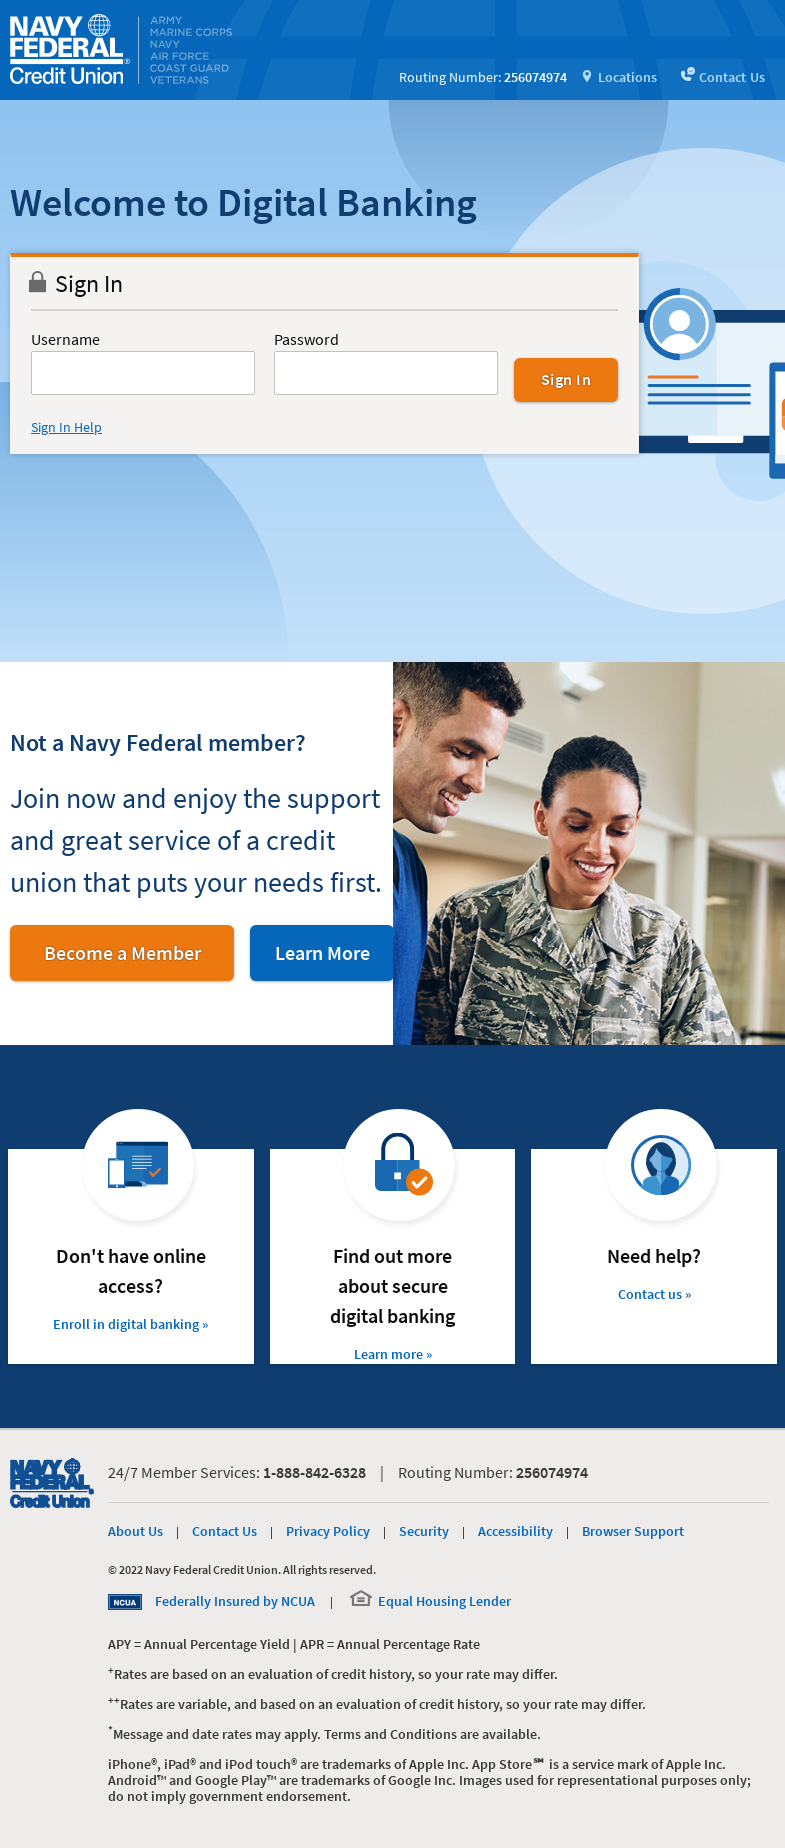 NAVY
FEDERAL®
Credit Union
ARMY
MARINE CORPS
NAVY
AIR FORCE
COAST GUARD
VETERANS
Routing Number: 256074974 Locations Contact Us
Welcome to Digital Banking
Sign In
Username Password
Sign In
Sign In Help
Not a Navy Federal member?
Join now and enjoy the support
and great service of a credit
union that puts your needs first.
Become a Member Learn More
Don't have online
access?
Enroll in digital banking »
Find out more
about secure
digital banking
Learn more »
Need help?
Contact us »
NAVY
FEDERAL
Credit Union
24/7 Member Services: 1-888-842-6328 | Routing Number: 256074974
About Us | Contact Us | Privacy Policy | Security | Accessibility | Browser Support
© 2022 Navy Federal Credit Union. All rights reserved.
NCUA Federally Insured by NCUA | Equal Housing Lender
APY = Annual Percentage Yield | APR = Annual Percentage Rate
+Rates are based on an evaluation of credit history, so your rate may differ.
++Rates are variable, and based on an evaluation of credit history, so your rate may differ.
*Message and date rates may apply. Terms and Conditions are available.
iPhone®, iPad® and iPod touch® are trademarks of Apple Inc. App Store℠ is a service mark of Apple Inc.
Android™ and Google Play™ are trademarks of Google Inc. Images used for representational purposes only;
do not imply government endorsement.